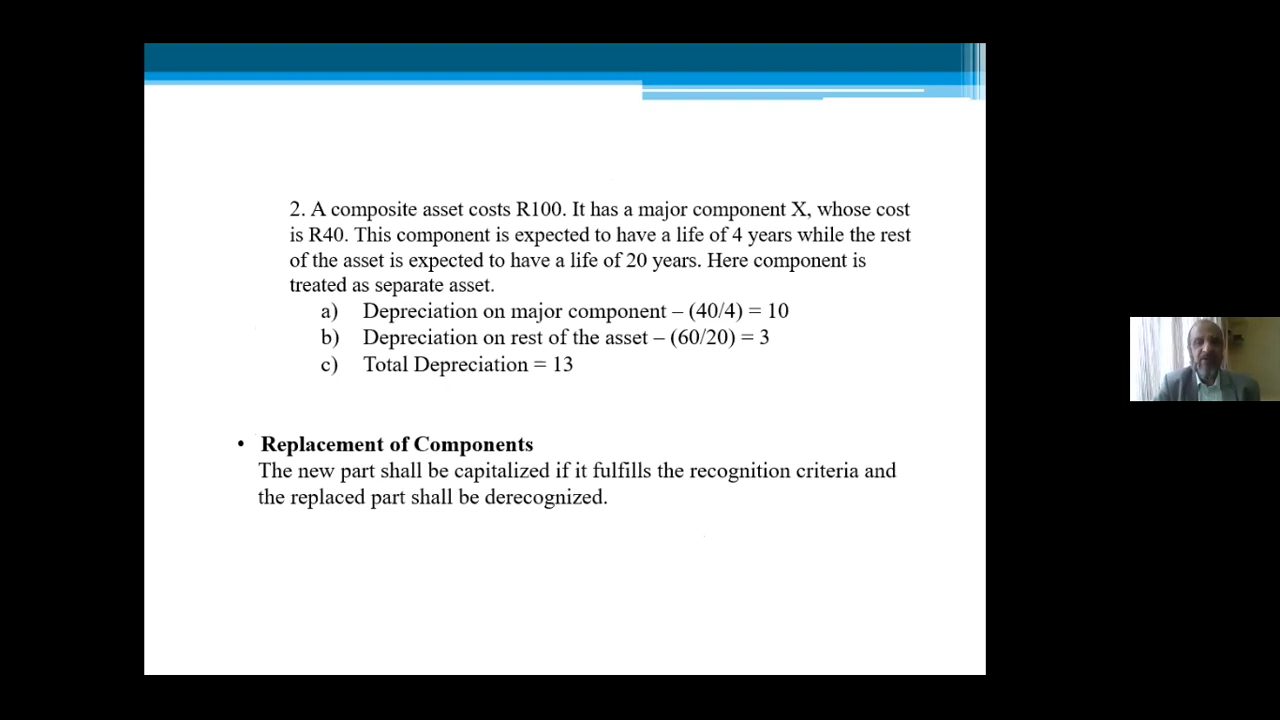 2. A composite asset costs R100. It has a major component X, whose cost
is R40. This component is expected to have a life of 4 years while the rest
of the asset is expected to have a life of 20 years. Here component is
treated as separate asset.
a) Depreciation on major component – (40/4) = 10
b) Depreciation on rest of the asset – (60/20) = 3
c) Total Depreciation = 13
• Replacement of Components
The new part shall be capitalized if it fulfills the recognition criteria and
the replaced part shall be derecognized.